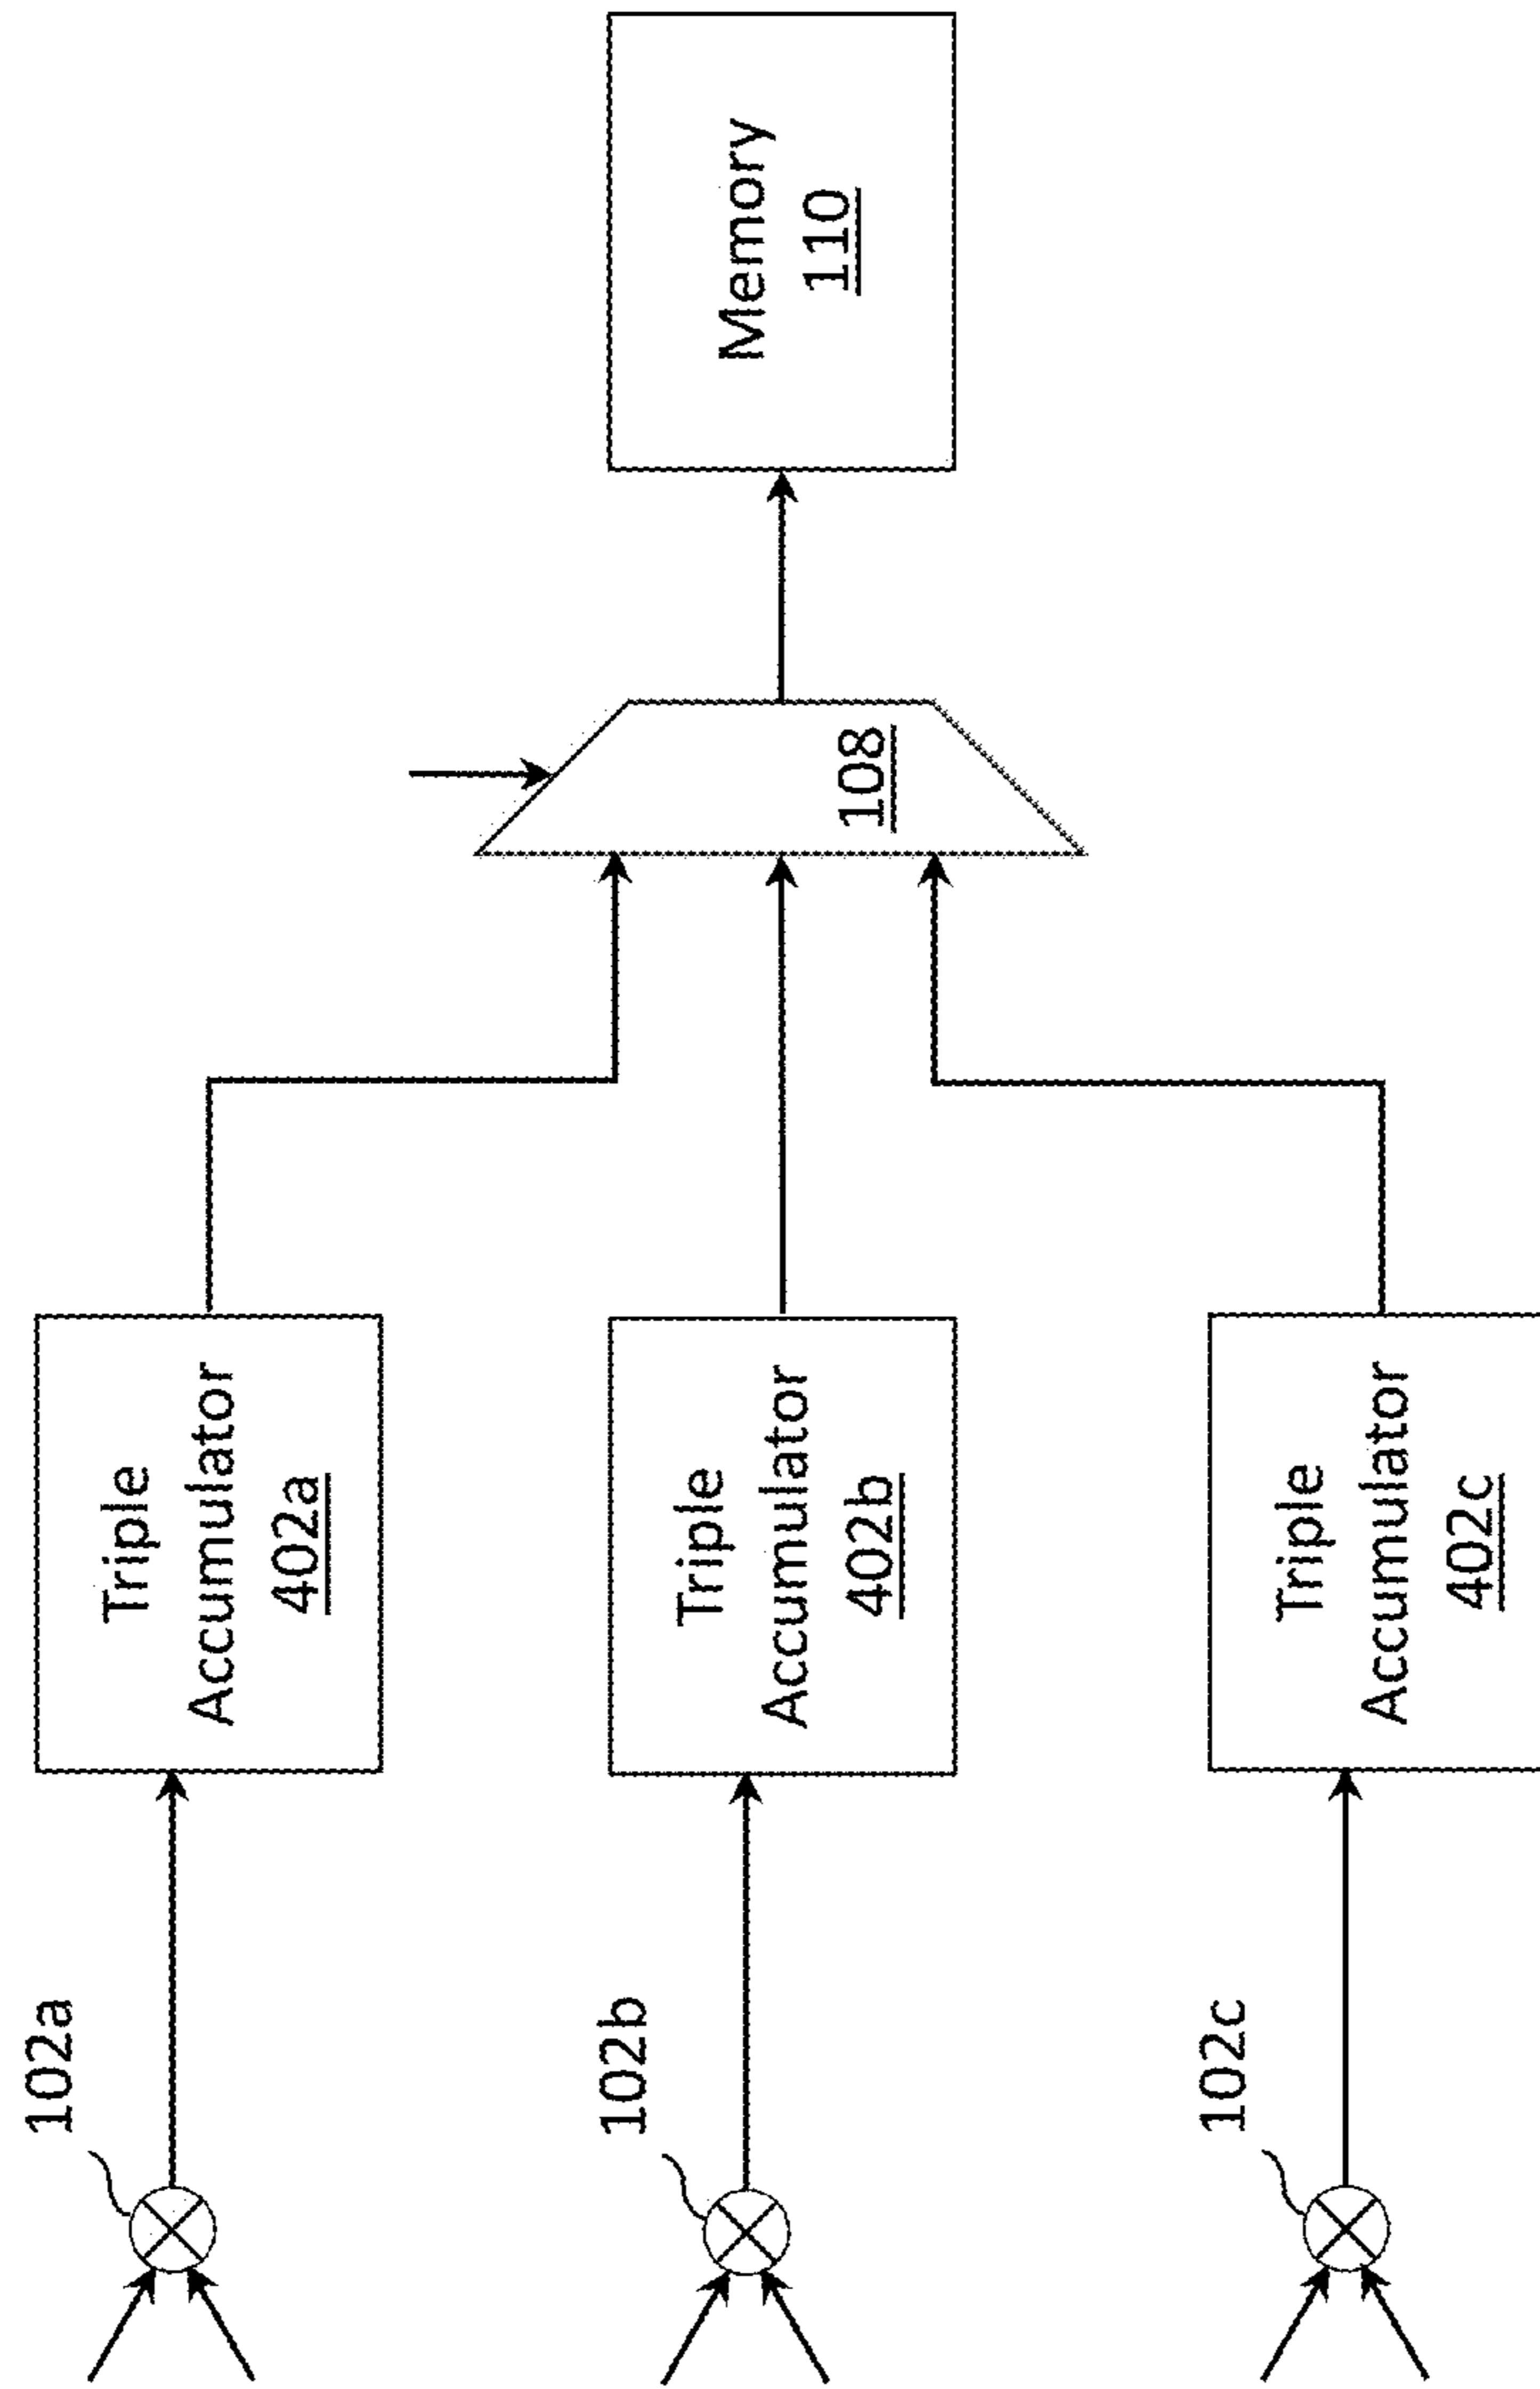 102a
Triple
Accumulator
402a
102b
Triple
Accumulator
402b
102c
Triple
Accumulator
402c
108
Memory
110